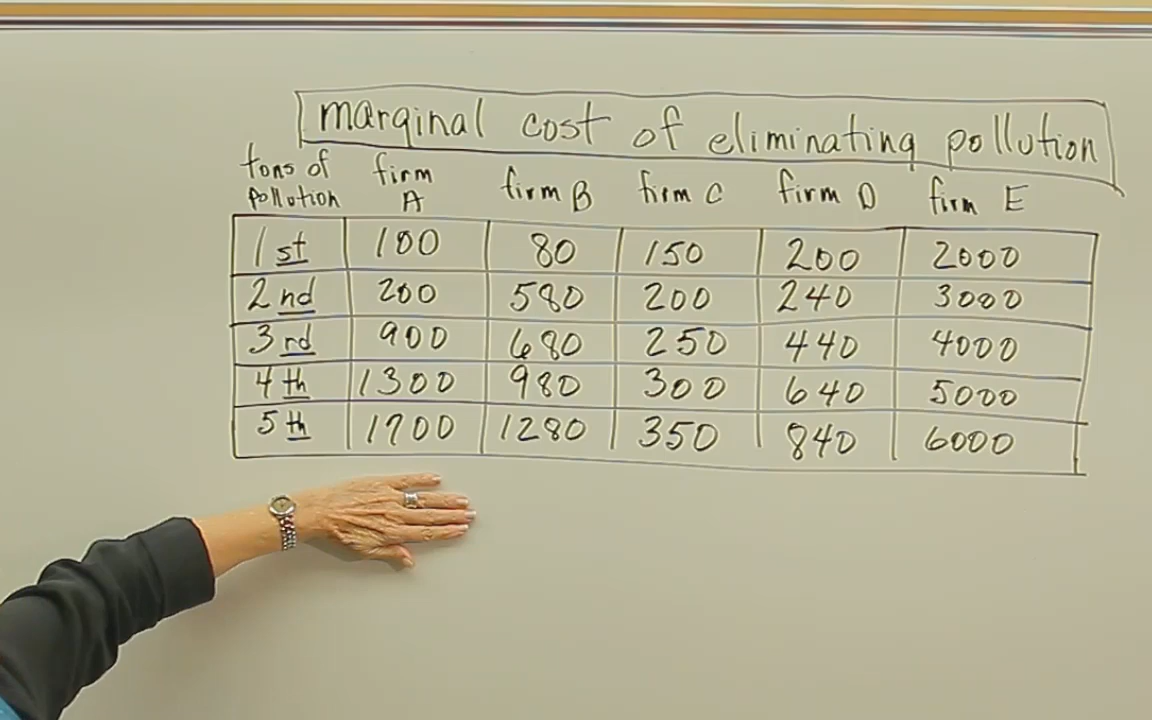 marginal cost of eliminating pollution
tons of pollution firm A firm B firm C firm D firm E
1st 100 80 150 200 2000
2nd 200 580 200 240 3000
3rd 900 680 250 440 4000
4th 1300 980 300 640 5000
5th 1700 1280 350 840 6000